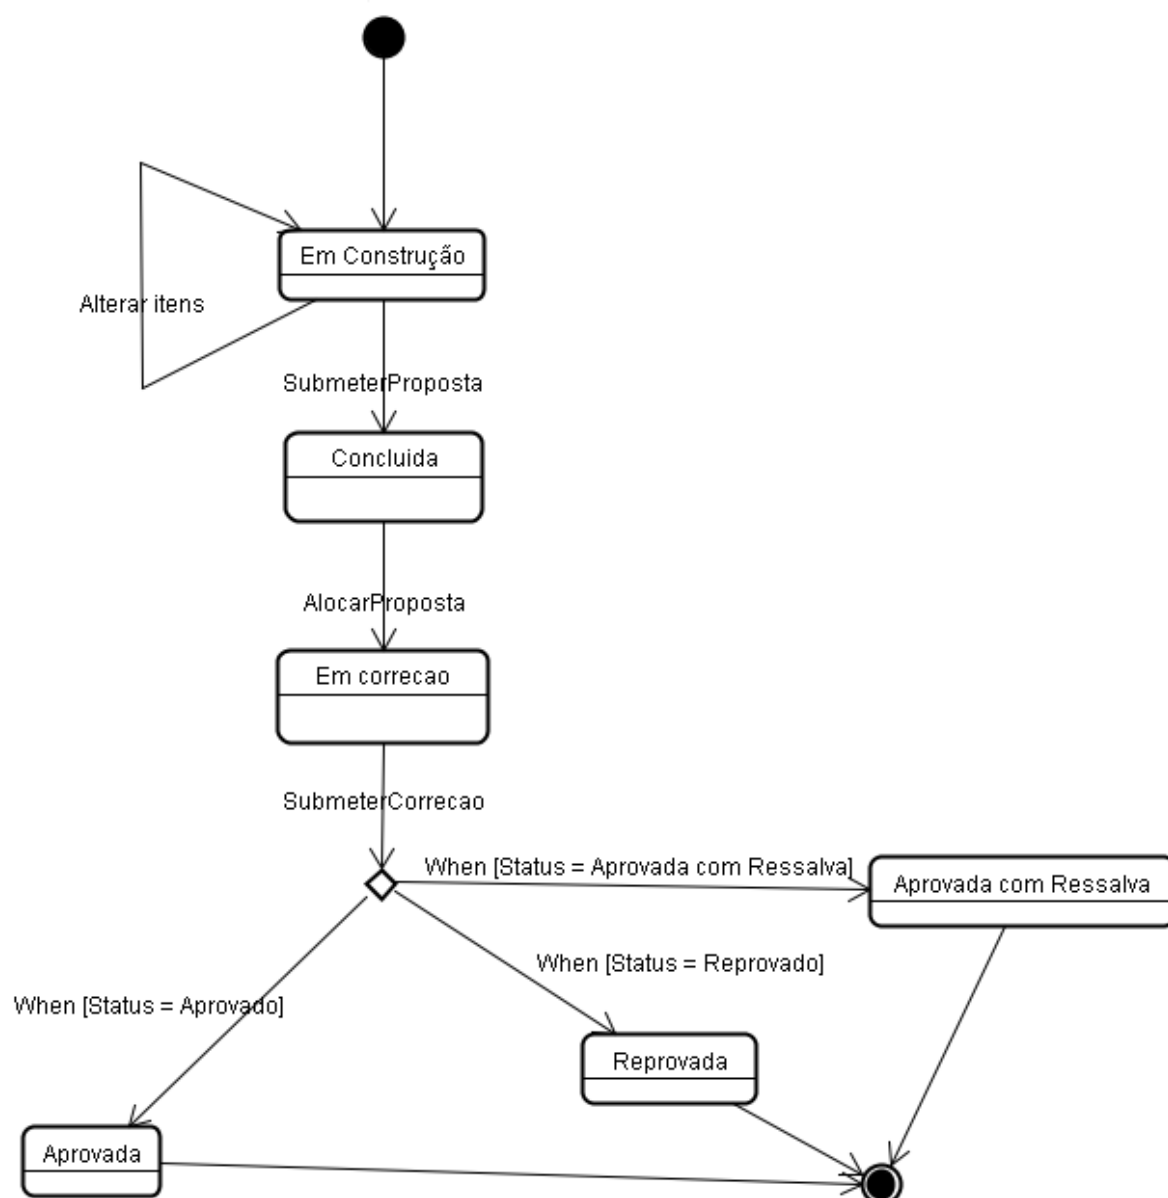 Em Construção
Alterar itens
SubmeterProposta
Concluida
AlocarProposta
Em correcao
SubmeterCorrecao
When [Status = Aprovada com Ressalva]
Aprovada com Ressalva
When [Status = Reprovado]
When [Status = Aprovado]
Reprovada
Aprovada